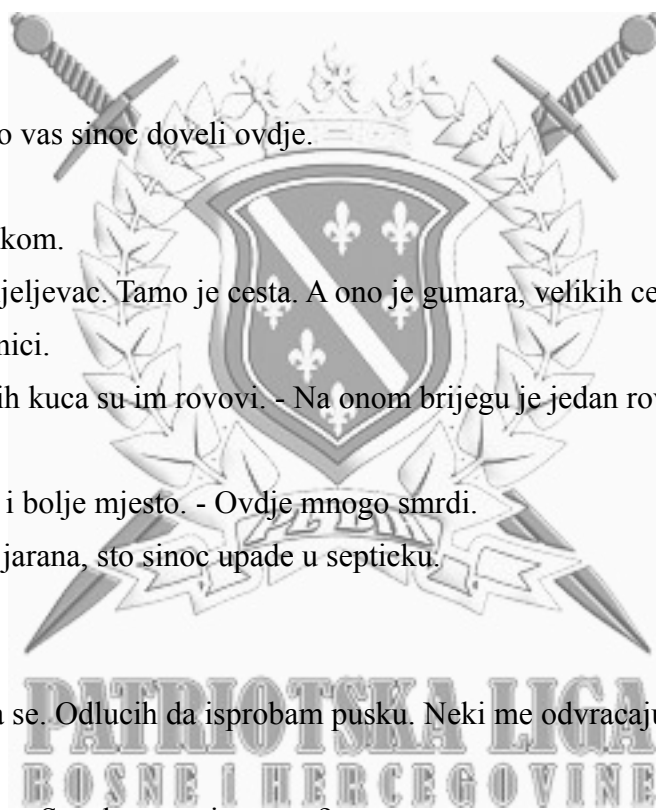 o vas sinoc doveli ovdje.
kom.
jeljevac. Tamo je cesta. A ono je gumara, velikih ce
nici.
ih kuca su im rovovi. - Na onom brijegu je jedan rov
i bolje mjesto. - Ovdje mnogo smrdi.
jarana, sto sinoc upade u septicku.
a se. Odlucih da isprobam pusku. Neki me odvracaju
PATRIOTSKA LIGA
BOSNE I HERCEGOVINE